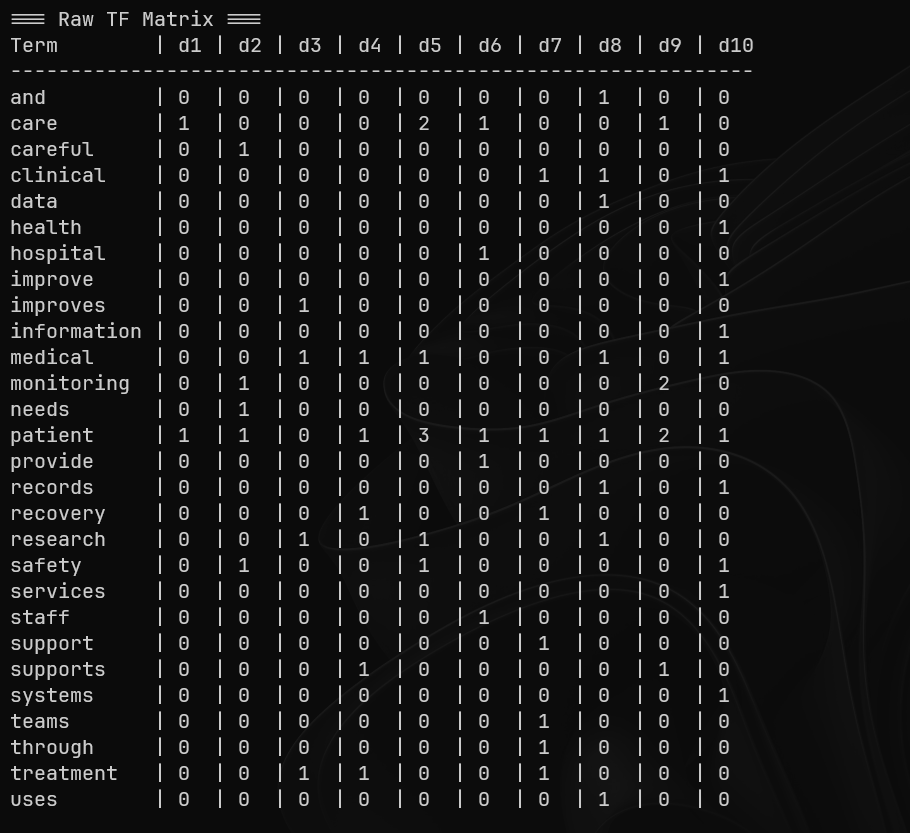 === Raw TF Matrix ===
Term        | d1  | d2  | d3  | d4  | d5  | d6  | d7  | d8  | d9  | d10
--------------------------------------------------------------
and         | 0   | 0   | 0   | 0   | 0   | 0   | 0   | 1   | 0   | 0
care        | 1   | 0   | 0   | 0   | 2   | 1   | 0   | 0   | 1   | 0
careful     | 0   | 1   | 0   | 0   | 0   | 0   | 0   | 0   | 0   | 0
clinical    | 0   | 0   | 0   | 0   | 0   | 0   | 1   | 1   | 0   | 1
data        | 0   | 0   | 0   | 0   | 0   | 0   | 0   | 1   | 0   | 0
health      | 0   | 0   | 0   | 0   | 0   | 0   | 0   | 0   | 0   | 1
hospital    | 0   | 0   | 0   | 0   | 0   | 1   | 0   | 0   | 0   | 0
improve     | 0   | 0   | 0   | 0   | 0   | 0   | 0   | 0   | 0   | 1
improves    | 0   | 0   | 1   | 0   | 0   | 0   | 0   | 0   | 0   | 0
information | 0   | 0   | 0   | 0   | 0   | 0   | 0   | 0   | 0   | 1
medical     | 0   | 0   | 1   | 1   | 1   | 0   | 0   | 1   | 0   | 1
monitoring  | 0   | 1   | 0   | 0   | 0   | 0   | 0   | 0   | 2   | 0
needs       | 0   | 1   | 0   | 0   | 0   | 0   | 0   | 0   | 0   | 0
patient     | 1   | 1   | 0   | 1   | 3   | 1   | 1   | 1   | 2   | 1
provide     | 0   | 0   | 0   | 0   | 0   | 1   | 0   | 0   | 0   | 0
records     | 0   | 0   | 0   | 0   | 0   | 0   | 0   | 1   | 0   | 1
recovery    | 0   | 0   | 0   | 1   | 0   | 0   | 1   | 0   | 0   | 0
research    | 0   | 0   | 1   | 0   | 1   | 0   | 0   | 1   | 0   | 0
safety      | 0   | 1   | 0   | 0   | 1   | 0   | 0   | 0   | 0   | 1
services    | 0   | 0   | 0   | 0   | 0   | 0   | 0   | 0   | 0   | 1
staff       | 0   | 0   | 0   | 0   | 0   | 1   | 0   | 0   | 0   | 0
support     | 0   | 0   | 0   | 0   | 0   | 0   | 1   | 0   | 0   | 0
supports    | 0   | 0   | 0   | 1   | 0   | 0   | 0   | 0   | 1   | 0
systems     | 0   | 0   | 0   | 0   | 0   | 0   | 0   | 0   | 0   | 1
teams       | 0   | 0   | 0   | 0   | 0   | 0   | 1   | 0   | 0   | 0
through     | 0   | 0   | 0   | 0   | 0   | 0   | 1   | 0   | 0   | 0
treatment   | 0   | 0   | 1   | 1   | 0   | 0   | 1   | 0   | 0   | 0
uses        | 0   | 0   | 0   | 0   | 0   | 0   | 0   | 1   | 0   | 0